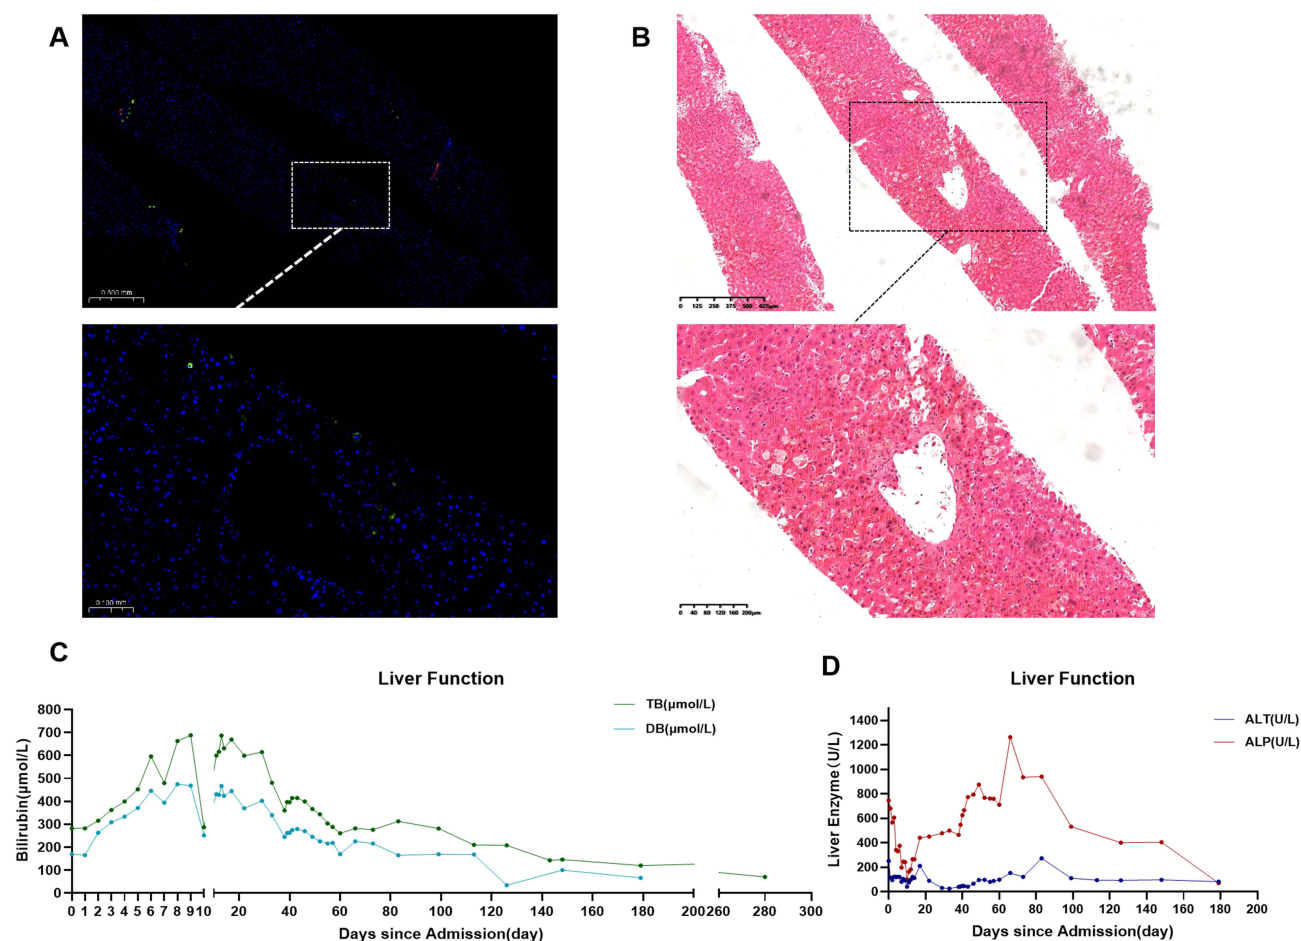 A
B
0.500 mm
0 125 375 500 625µm
0.100 mm
0 40 80 120 160 200µm
C
Liver Function
TB(µmol/L)
DB(µmol/L)
Bilirubin(µmol/L)
800
700
600
500
400
300
200
100
0
0 1 2 3 4 5 6 7 8 9 10 20 40 60 80 100 120 140 160 180 200 260 280 300
Days since Admission(day)
D
Liver Function
ALT(U/L)
ALP(U/L)
Liver Enzyme（U/L)
1400
1200
1000
800
600
400
200
0
0 20 40 60 80 100 120 140 160 180 200
Days since Admission(day)